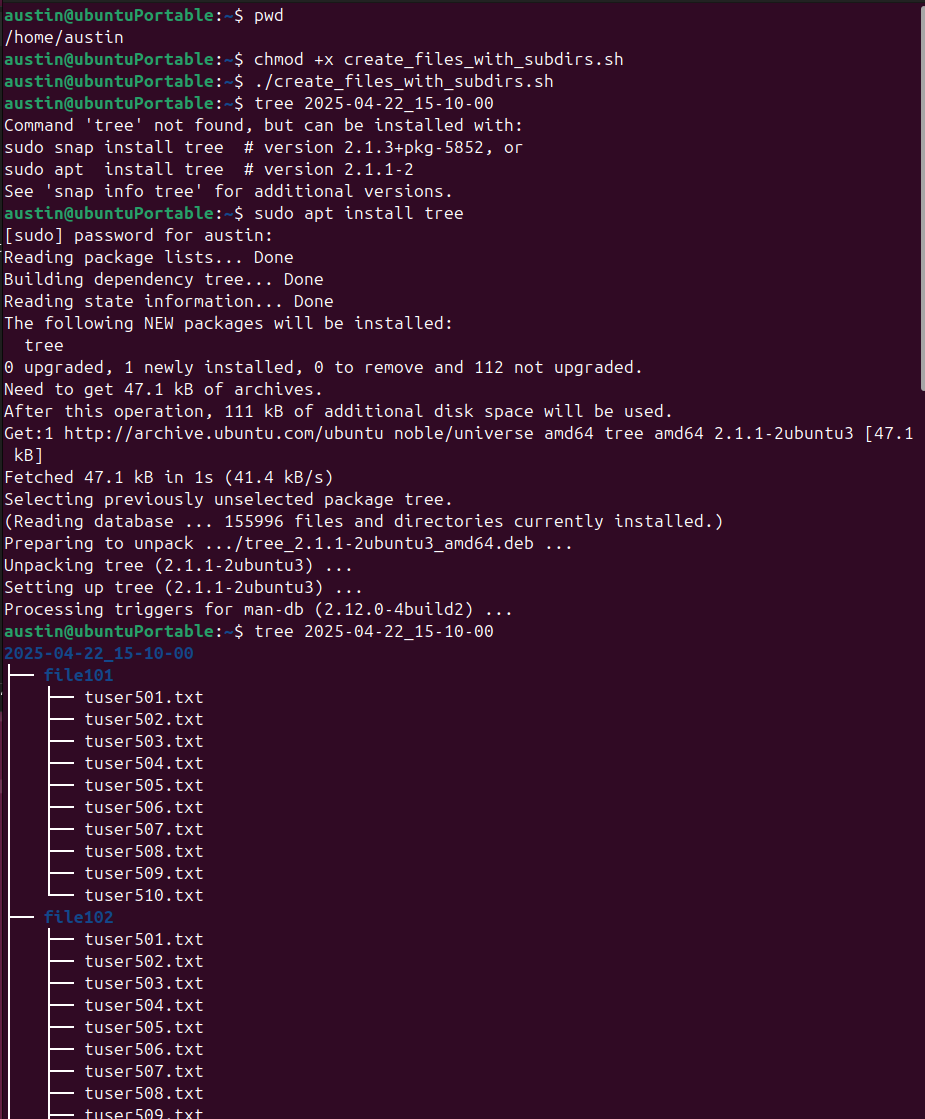 austin@ubuntuPortable:~$ pwd
/home/austin
austin@ubuntuPortable:~$ chmod +x create_files_with_subdirs.sh
austin@ubuntuPortable:~$ ./create_files_with_subdirs.sh
austin@ubuntuPortable:~$ tree 2025-04-22_15-10-00
Command 'tree' not found, but can be installed with:
sudo snap install tree  # version 2.1.3+pkg-5852, or
sudo apt  install tree  # version 2.1.1-2
See 'snap info tree' for additional versions.
austin@ubuntuPortable:~$ sudo apt install tree
[sudo] password for austin:
Reading package lists... Done
Building dependency tree... Done
Reading state information... Done
The following NEW packages will be installed:
  tree
0 upgraded, 1 newly installed, 0 to remove and 112 not upgraded.
Need to get 47.1 kB of archives.
After this operation, 111 kB of additional disk space will be used.
Get:1 http://archive.ubuntu.com/ubuntu noble/universe amd64 tree amd64 2.1.1-2ubuntu3 [47.1
 kB]
Fetched 47.1 kB in 1s (41.4 kB/s)
Selecting previously unselected package tree.
(Reading database ... 155996 files and directories currently installed.)
Preparing to unpack .../tree_2.1.1-2ubuntu3_amd64.deb ...
Unpacking tree (2.1.1-2ubuntu3) ...
Setting up tree (2.1.1-2ubuntu3) ...
Processing triggers for man-db (2.12.0-4build2) ...
austin@ubuntuPortable:~$ tree 2025-04-22_15-10-00
2025-04-22_15-10-00
├── file101
│   ├── tuser501.txt
│   ├── tuser502.txt
│   ├── tuser503.txt
│   ├── tuser504.txt
│   ├── tuser505.txt
│   ├── tuser506.txt
│   ├── tuser507.txt
│   ├── tuser508.txt
│   ├── tuser509.txt
│   └── tuser510.txt
├── file102
│   ├── tuser501.txt
│   ├── tuser502.txt
│   ├── tuser503.txt
│   ├── tuser504.txt
│   ├── tuser505.txt
│   ├── tuser506.txt
│   ├── tuser507.txt
│   ├── tuser508.txt
│   ├── tuser509.txt